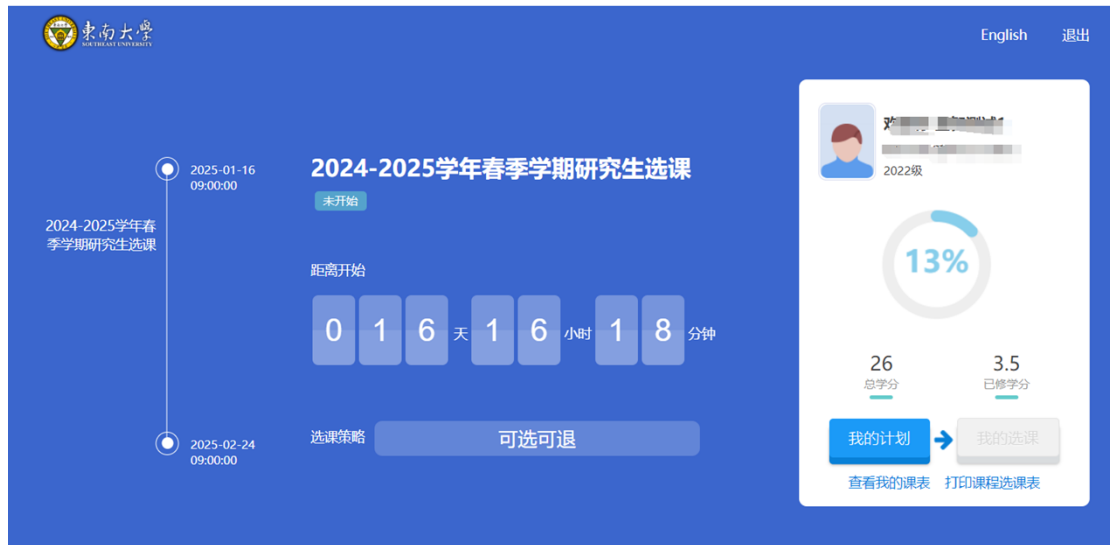 東南大學
SOUTHEAST UNIVERSITY
English 退出
2025-01-16
09:00:00
2024-2025学年春
季学期研究生选课
2025-02-24
09:00:00
2024-2025学年春季学期研究生选课
未开始
距离开始
0 1 6 天 1 6 小时 1 8 分钟
选课策略 可选可退
2022级
13%
26 3.5
总学分 已修学分
我的计划 我的选课
查看我的课表 打印课程选课表